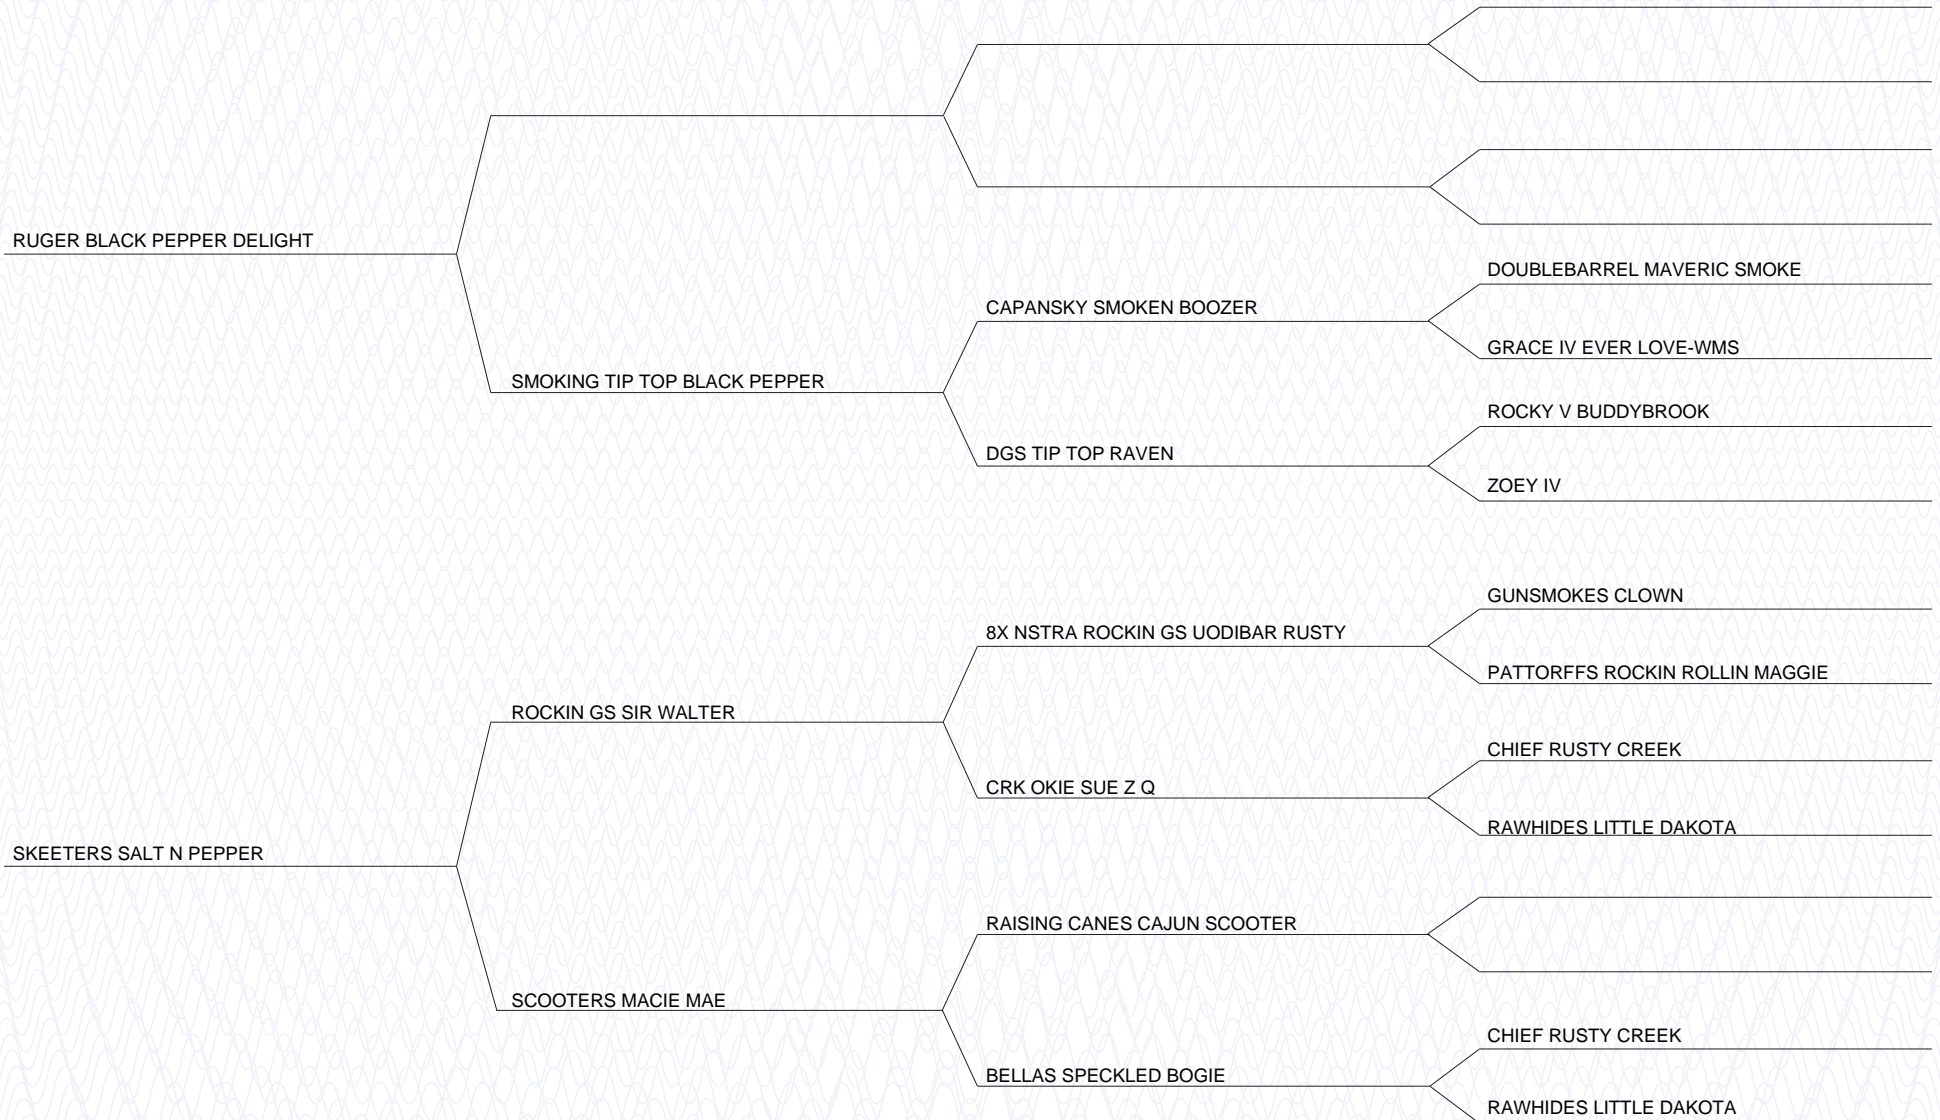 RUGER BLACK PEPPER DELIGHT
SMOKING TIP TOP BLACK PEPPER
CAPANSKY SMOKEN BOOZER
DOUBLEBARREL MAVERIC SMOKE
GRACE IV EVER LOVE-WMS
DGS TIP TOP RAVEN
ROCKY V BUDDYBROOK
ZOEY IV
SKEETERS SALT N PEPPER
ROCKIN GS SIR WALTER
8X NSTRA ROCKIN GS UODIBAR RUSTY
GUNSMOKES CLOWN
PATTORFFS ROCKIN ROLLIN MAGGIE
CRK OKIE SUE Z Q
CHIEF RUSTY CREEK
RAWHIDES LITTLE DAKOTA
SCOOTERS MACIE MAE
RAISING CANES CAJUN SCOOTER
BELLAS SPECKLED BOGIE
CHIEF RUSTY CREEK
RAWHIDES LITTLE DAKOTA